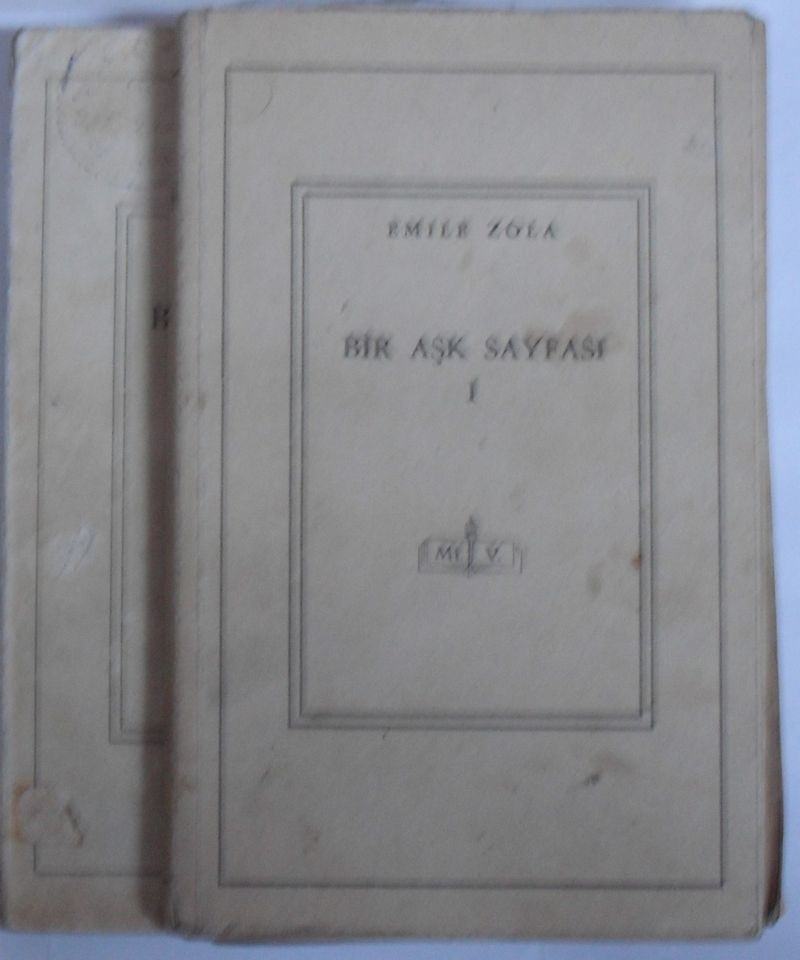 EMILE ZOLA
BİR AŞK SAYFASI
I
M. V.
B